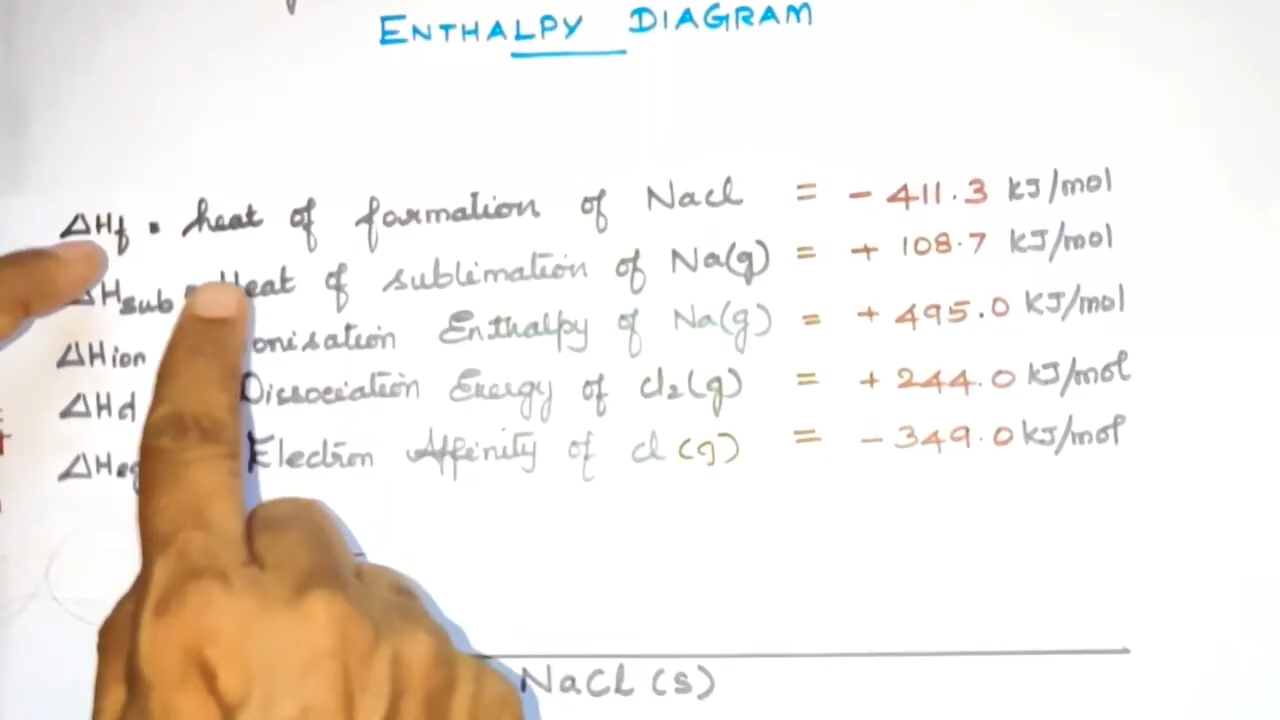 ENTHALPY DIAGRAM
ΔHf = heat of formation of Nacl = - 411.3 kJ/mol
ΔHsub = Heat of sublimation of Na(g) = + 108.7 kJ/mol
ΔHion onisation Enthalpy of Na(g) = + 495.0 kJ/mol
ΔHd Dissociation Energy of cl₂(g) = + 244.0 kJ/mol
ΔHeg Electron Affinity of cl (g) = - 349.0 kJ/mol
NaCl (s)